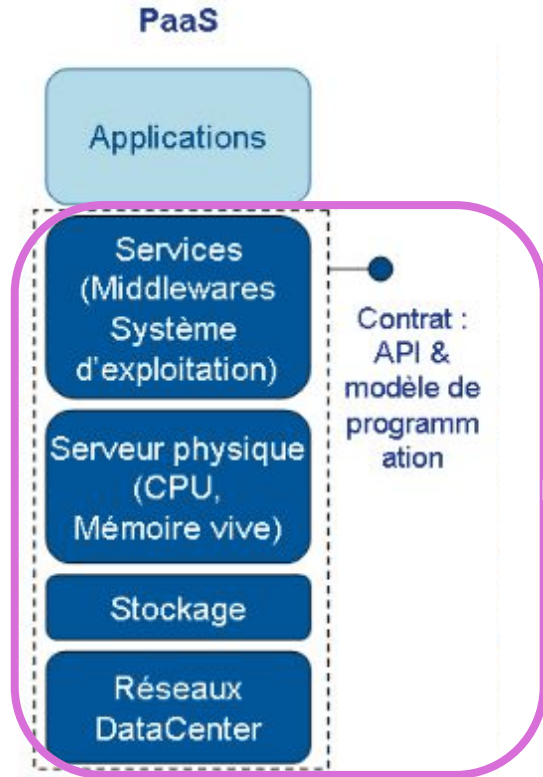 PaaS
Applications
Services
(Middlewares
Système
d'exploitation)
Contrat :
API &
modèle de
programm
ation
Serveur physique
(CPU,
Mémoire vive)
Stockage
Réseaux
DataCenter